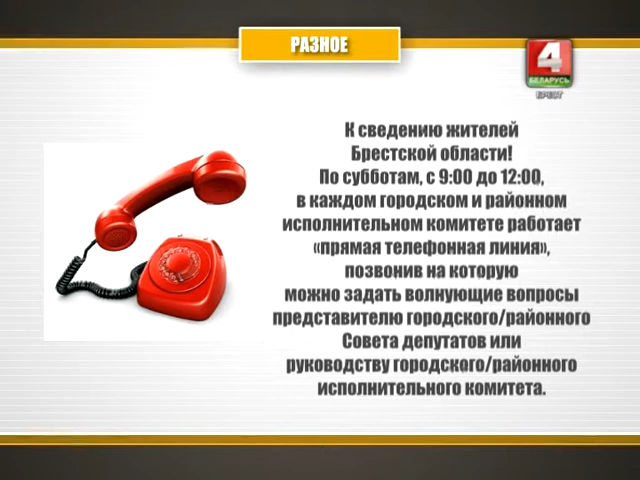 РАЗНОЕ
4
БЕЛАРУСЬ
БРЕСТ
К сведению жителей
Брестской области!
По субботам, с 9:00 до 12:00,
в каждом городском и районном
исполнительном комитете работает
«прямая телефонная линия»,
позвонив на которую
можно задать волнующие вопросы
представителю городского/районного
Совета депутатов или
руководству городского/районного
исполнительного комитета.